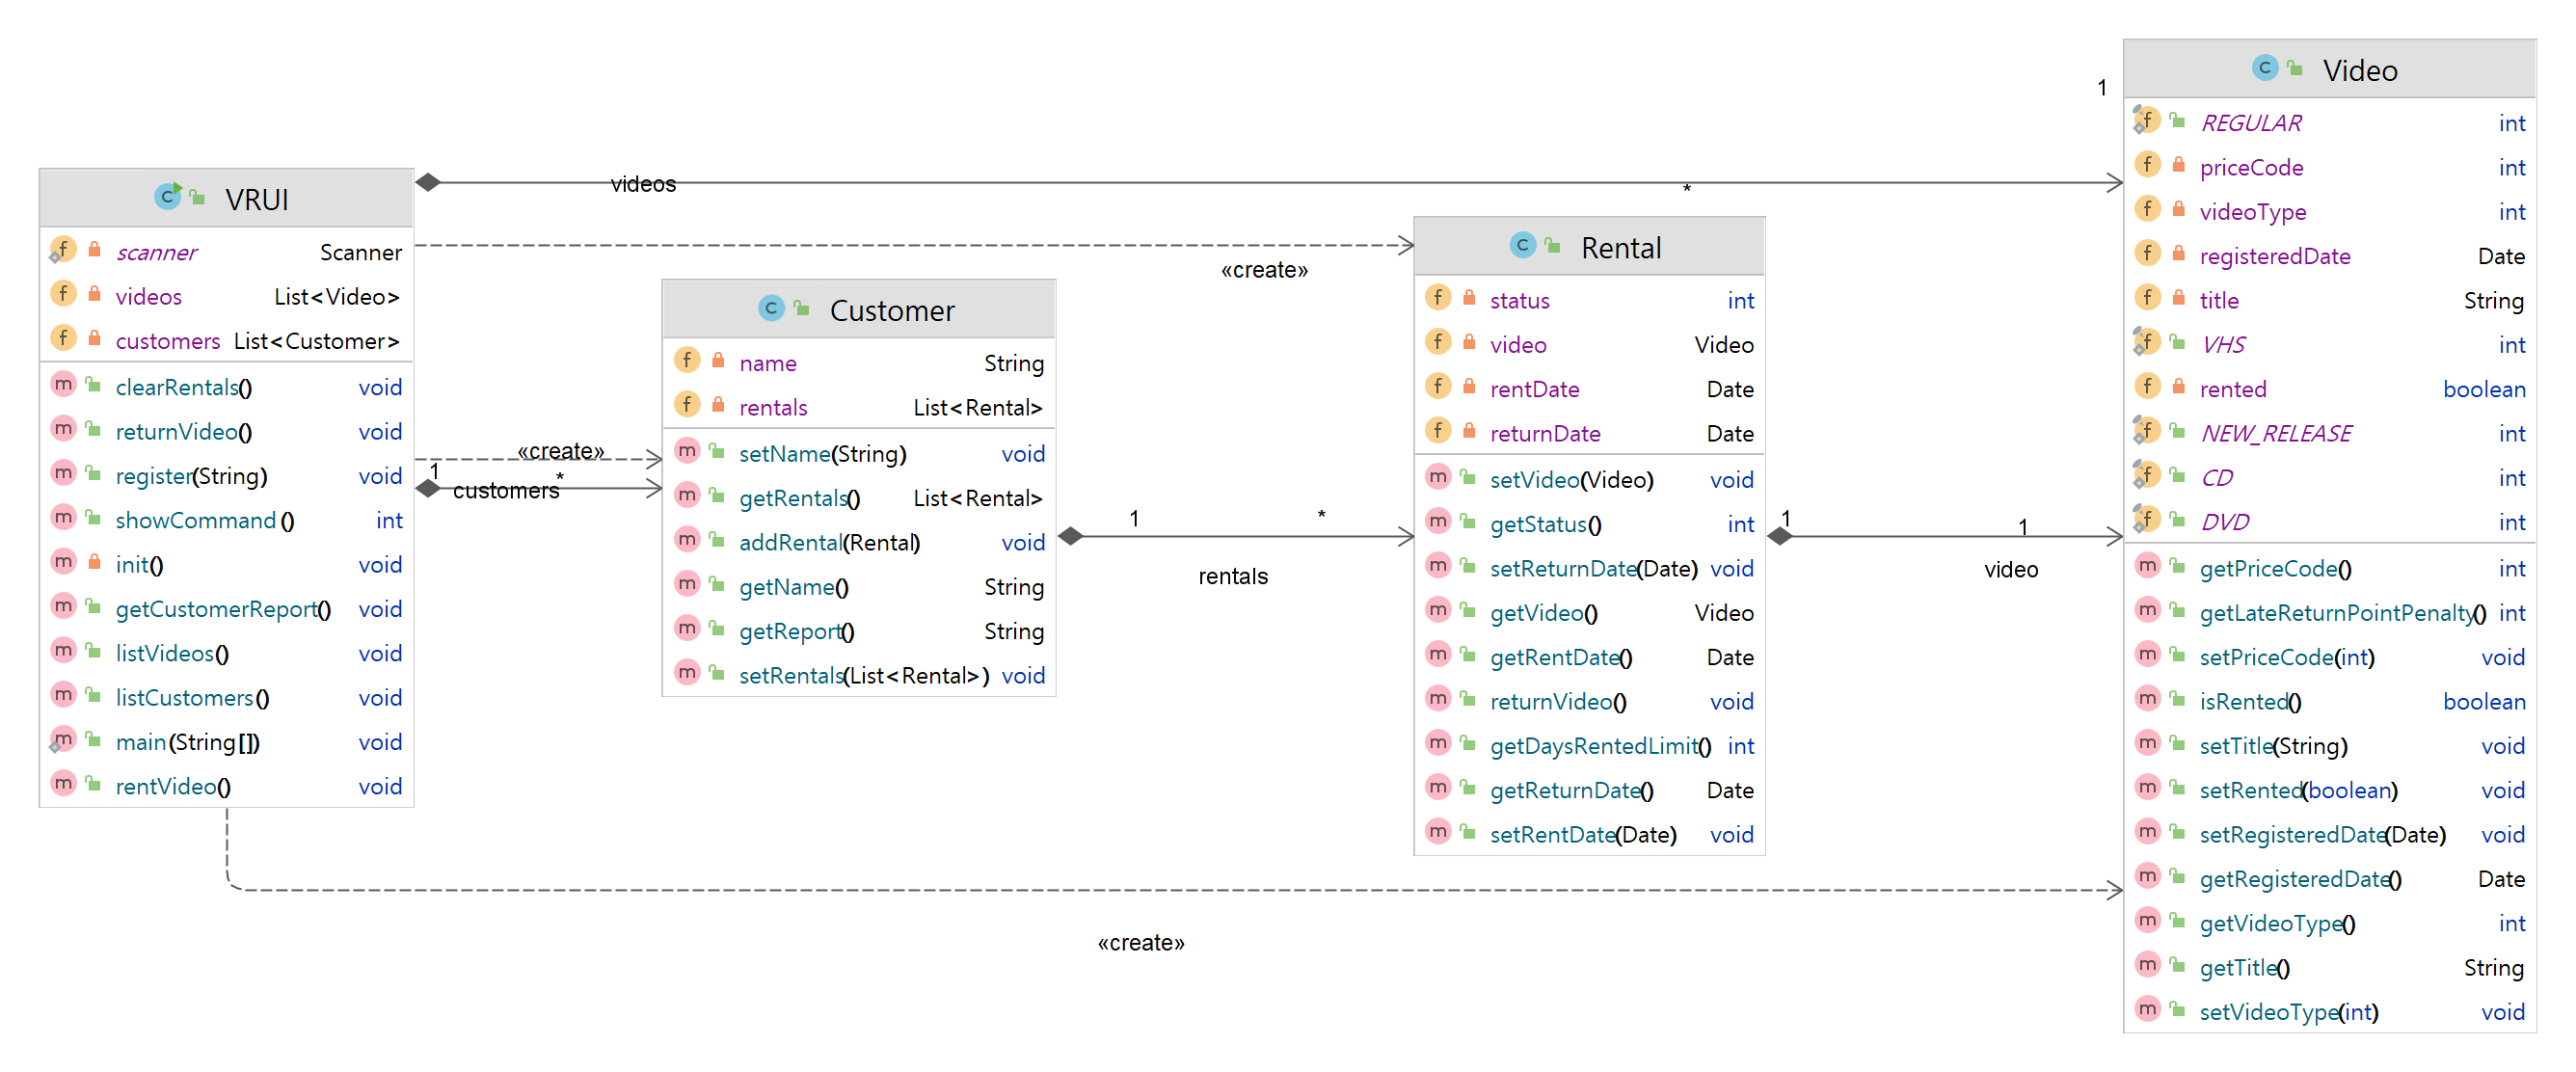 VRUI
scanner Scanner
videos List<Video>
customers List<Customer>
clearRentals() void
returnVideo() void
register(String) void
showCommand() int
init() void
getCustomerReport() void
listVideos() void
listCustomers() void
main(String[]) void
rentVideo() void
videos
*
1
«create»
«create»
1
customers
*
Customer
name String
rentals List<Rental>
setName(String) void
getRentals() List<Rental>
addRental(Rental) void
getName() String
getReport() String
setRentals(List<Rental>) void
1
*
rentals
Rental
status int
video Video
rentDate Date
returnDate Date
setVideo(Video) void
getStatus() int
setReturnDate(Date) void
getVideo() Video
getRentDate() Date
returnVideo() void
getDaysRentedLimit() int
getReturnDate() Date
setRentDate(Date) void
1
1
video
«create»
Video
REGULAR int
priceCode int
videoType int
registeredDate Date
title String
VHS int
rented boolean
NEW_RELEASE int
CD int
DVD int
getPriceCode() int
getLateReturnPointPenalty() int
setPriceCode(int) void
isRented() boolean
setTitle(String) void
setRented(boolean) void
setRegisteredDate(Date) void
getRegisteredDate() Date
getVideoType() int
getTitle() String
setVideoType(int) void